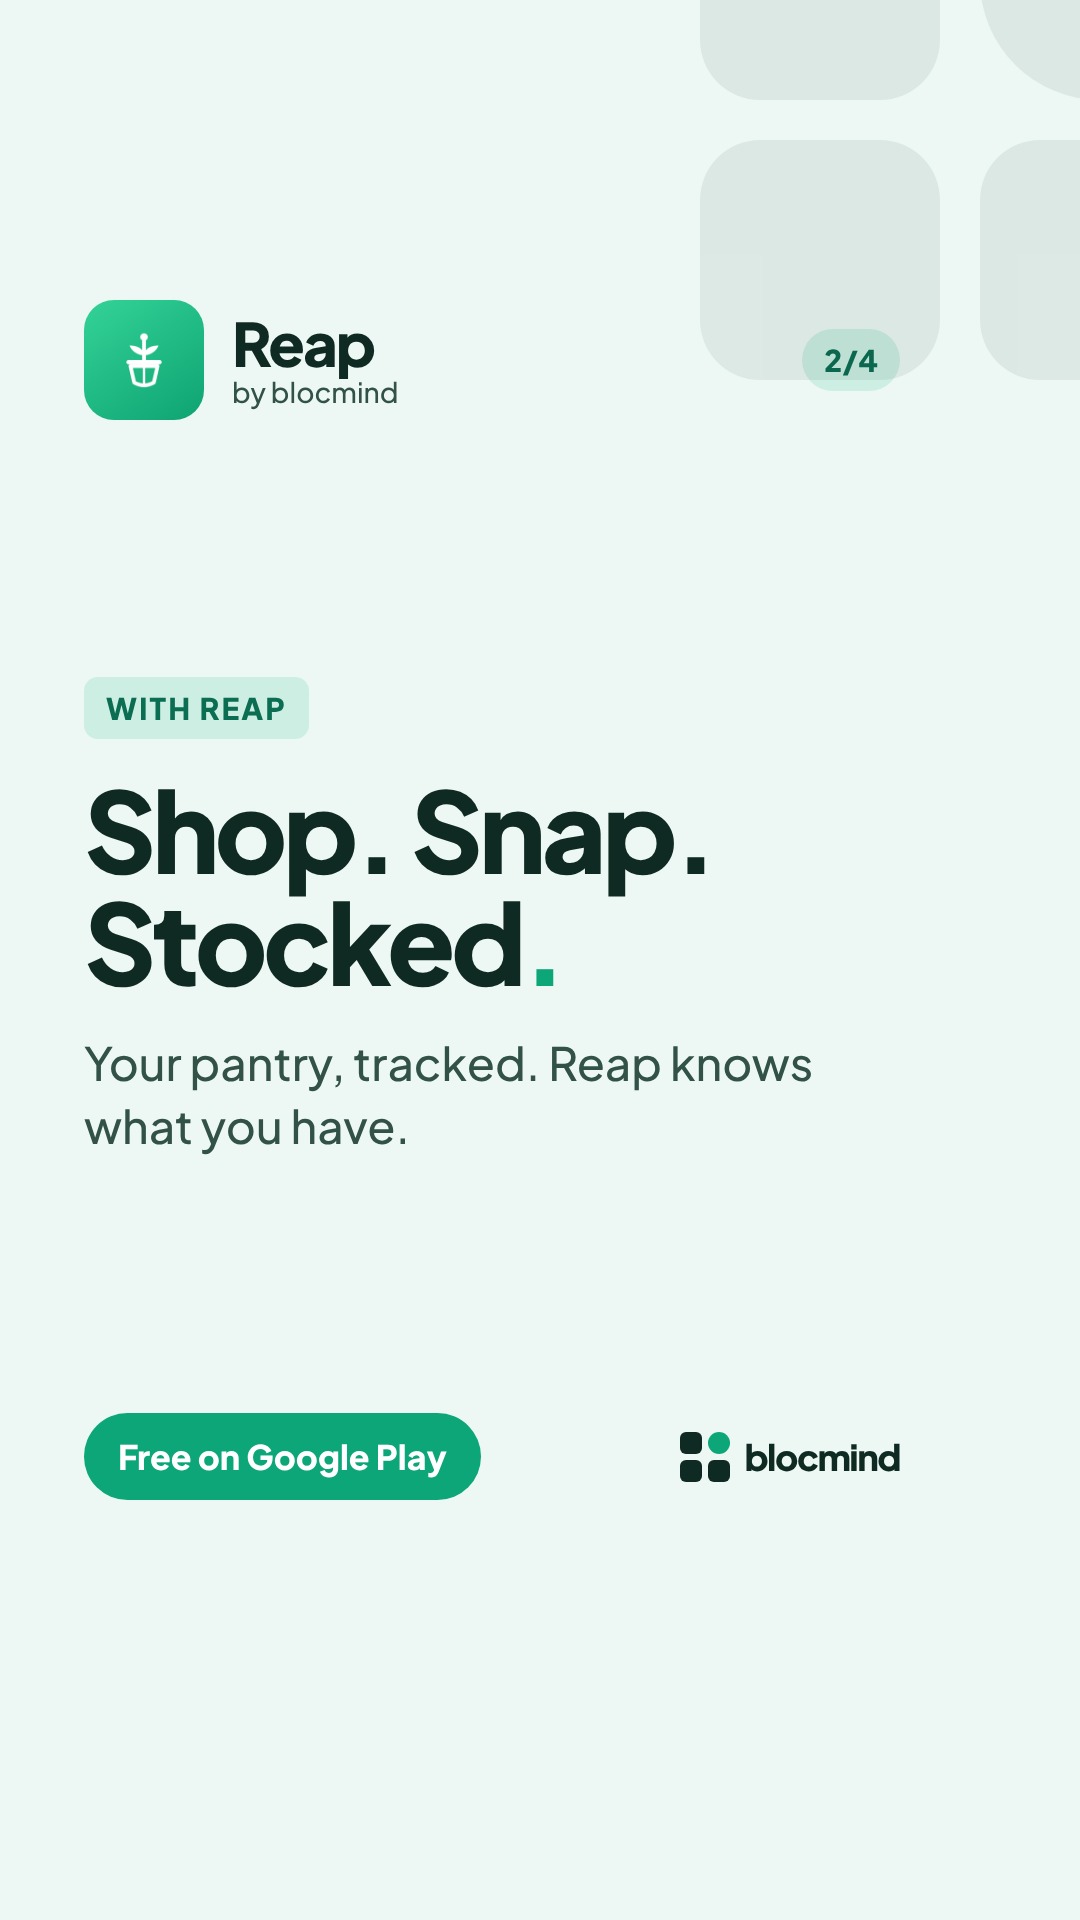 Reap
by blocmind
2/4
WITH REAP
Shop. Snap.
Stocked.
Your pantry, tracked. Reap knows
what you have.
Free on Google Play
blocmind